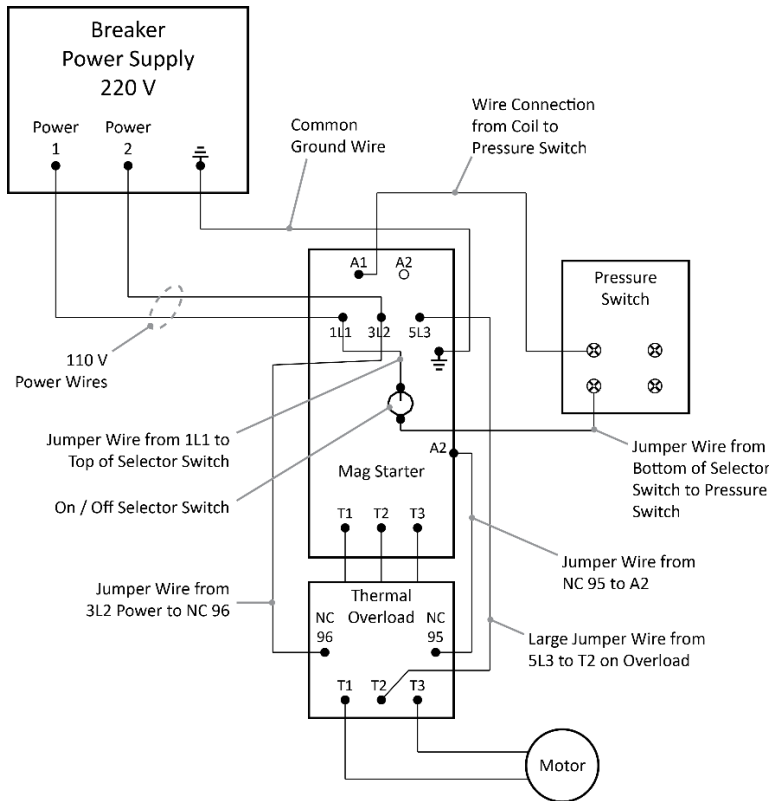 Breaker
Power Supply
220 V
Power
1
Power
2
Common
Ground Wire
Wire Connection
from Coil to
Pressure Switch
A1
A2
Pressure
Switch
1L1
3L2
5L3
110 V
Power Wires
Jumper Wire from 1L1 to
Top of Selector Switch
On / Off Selector Switch
A2
Mag Starter
Jumper Wire from
Bottom of Selector
Switch to Pressure
Switch
T1
T2
T3
Jumper Wire from
NC 95 to A2
Jumper Wire from
3L2 Power to NC 96
Thermal
Overload
NC
96
NC
95
Large Jumper Wire from
5L3 to T2 on Overload
T1
T2
T3
Motor